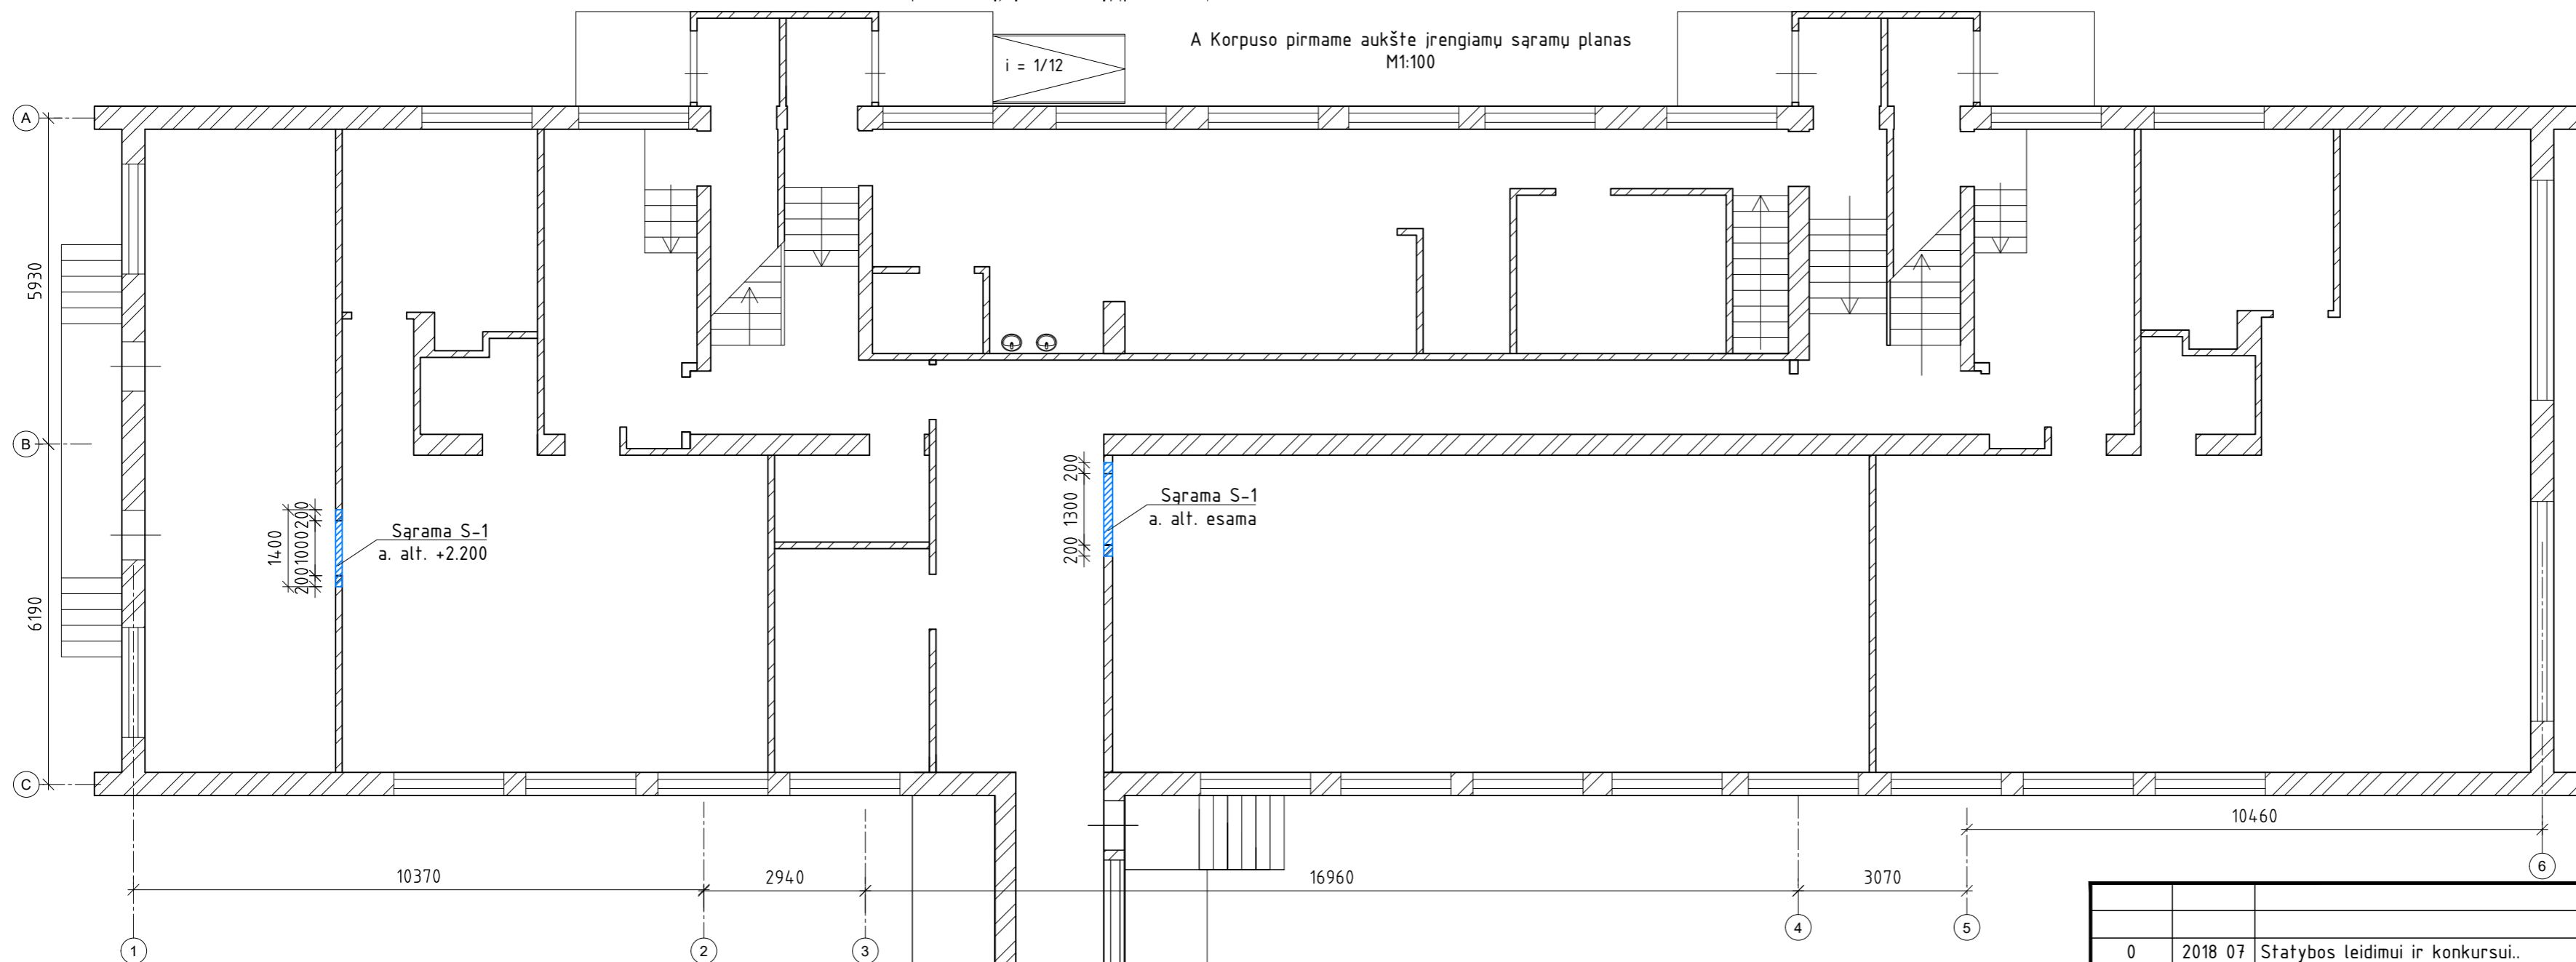 A Korpuso pirmame aukšte įrengiamų sąramų planas
M1:100
i = 1/12
A
B
C
5930
6190
1400
200
1000
200
Sąrama S-1
a. alt. +2.200
200
1300
200
Sąrama S-1
a. alt. esama
10370
2940
16960
3070
10460
1
2
3
4
5
6
0 2018 07 Statybos leidimui ir konkursui..